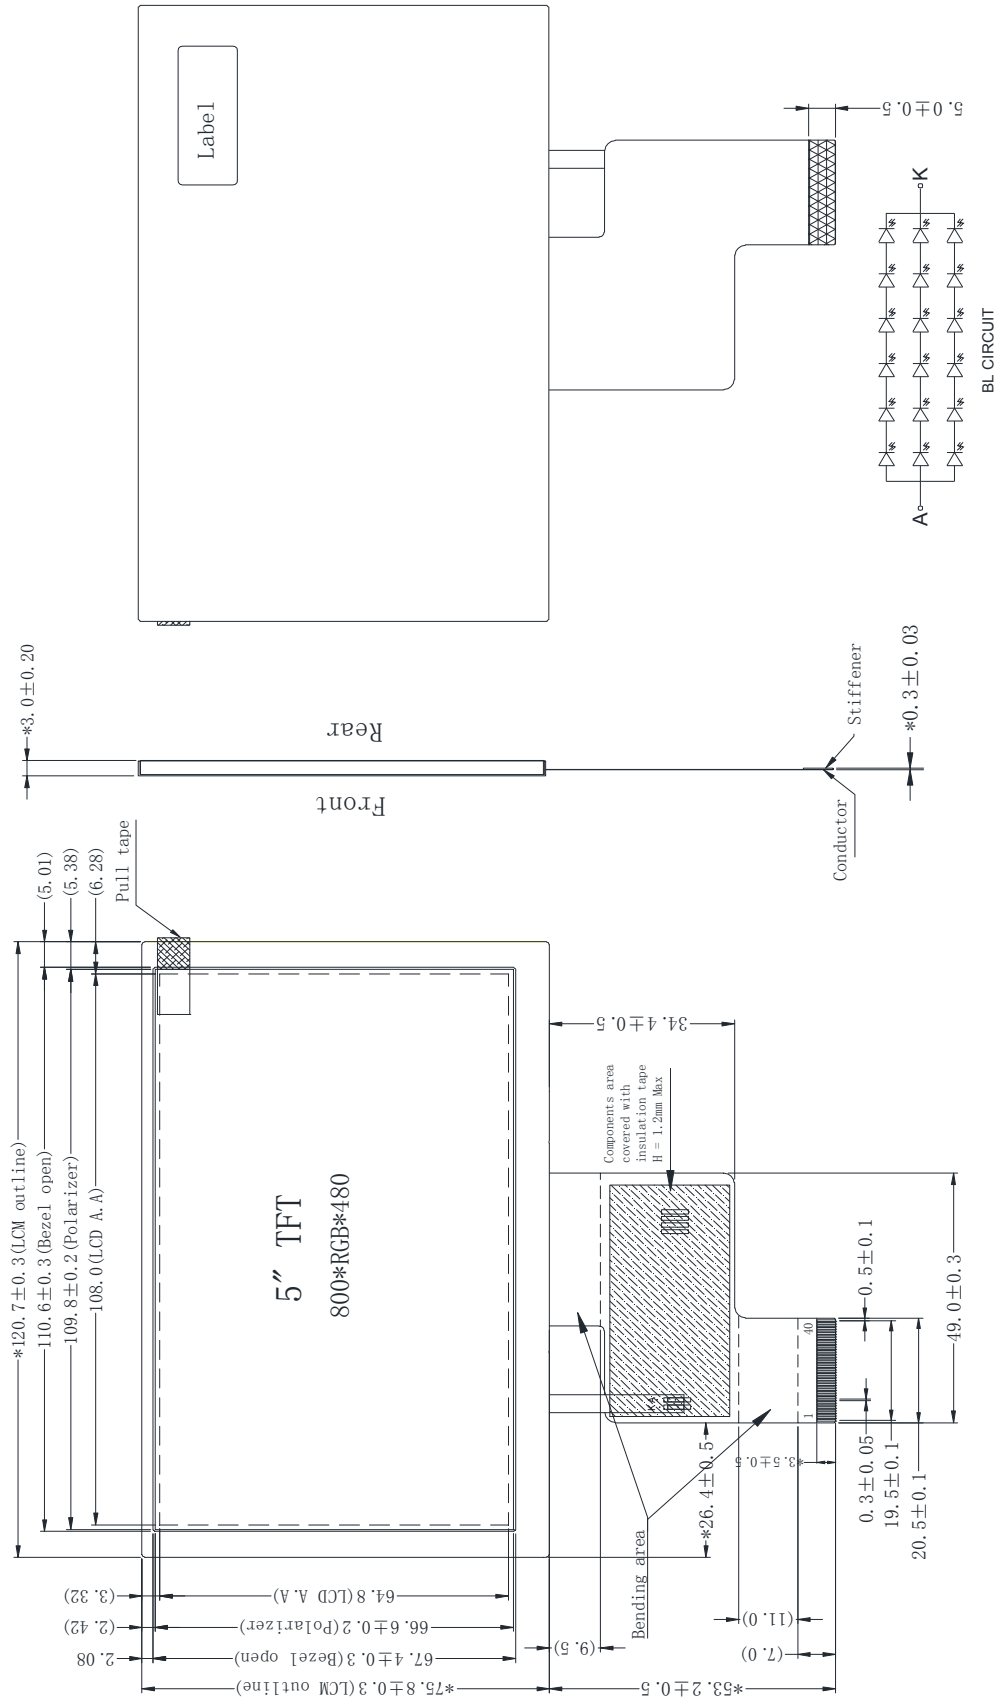 Label
5.0±0.5
A
K
BL CIRCUIT
*3.0±0.20
Rear
Front
Stiffener
Conductor
*0.3±0.03
(5.01)
(5.38)
(6.28)
Pull tape
*120.7±0.3(LCM outline)
110.6±0.3(Bezel open)
109.8±0.2(Polarizer)
108.0(LCD A.A)
5" TFT
800*RGB*480
34.4±0.5
Components area
covered with
insulation tape
H = 1.2mm Max
0.5±0.1
49.0±0.3
40
1
K
A
*3.5±0.5
0.3±0.05
19.5±0.1
20.5±0.1
*26.4±0.5
Bending area
(3.32)
64.8(LCD A.A)
(2.42)
66.6±0.2(Polarizer)
2.08
67.4±0.3(Bezel open)
*75.8±0.3(LCM outline)
(9.5)
(11.0)
(7.0)
*53.2±0.5